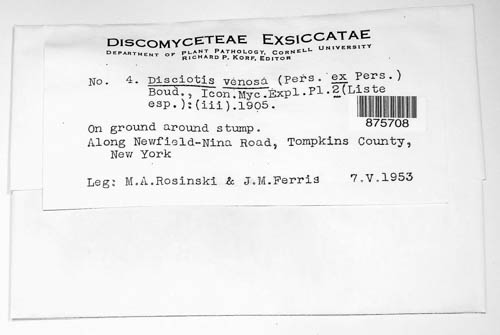 DISCOMYCETEAE EXSICCATAE
DEPARTMENT OF PLANT PATHOLOGY, CORNELL UNIVERSITY
RICHARD P. KORF, EDITOR
No. 4. Disciotis venosa (Pers. ex Pers.)
Boud., Icon.Myc.Expl.Pl.2(Liste
esp.):(iii).1905.
875708
On ground around stump.
Along Newfield-Nina Road, Tompkins County,
New York
Leg: M.A.Rosinski & J.M.Ferris 7.V.1953